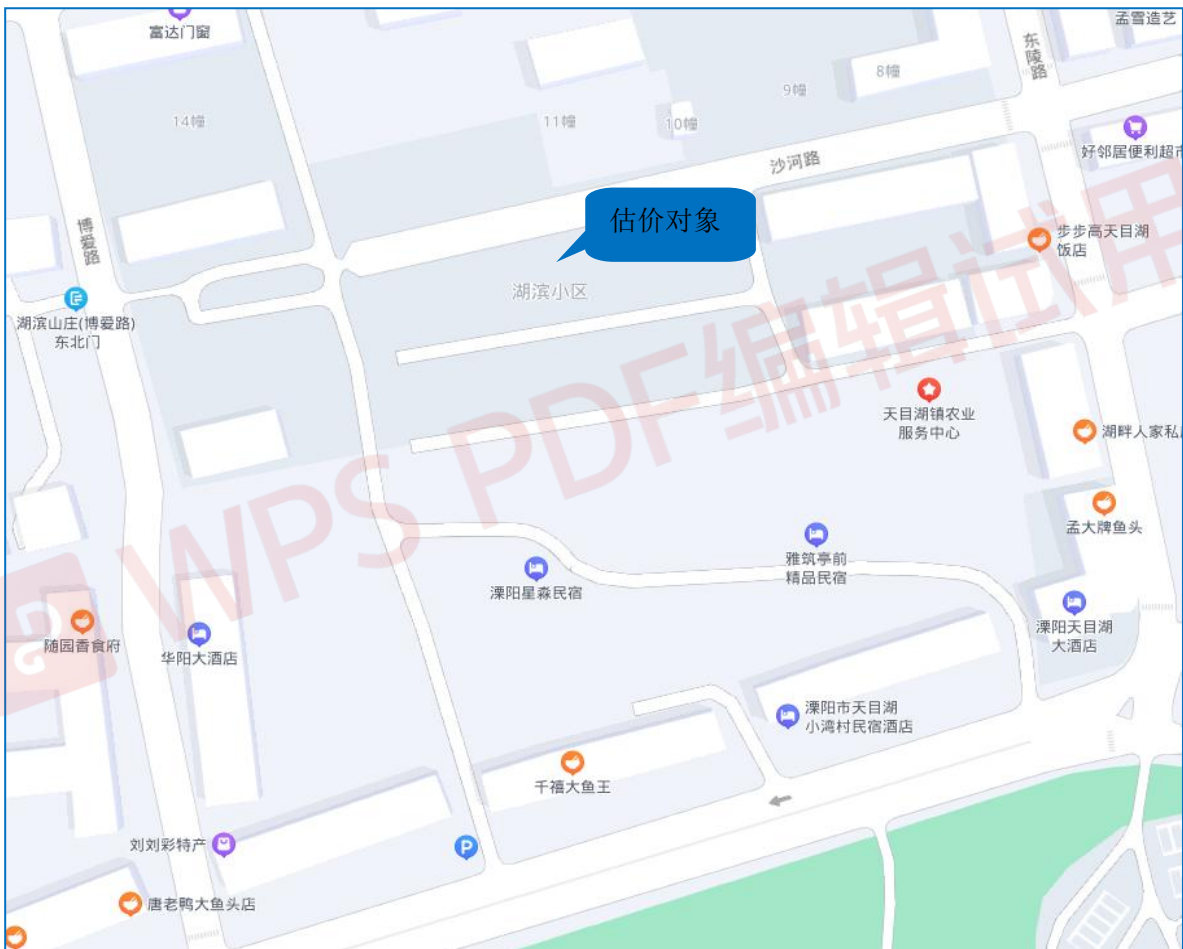 富达门窗
孟雪造艺
东陵路
8幢
9幢
14幢
11幢
10幢
好邻居便利超市
沙河路
估价对象
博爱路
步步高天目湖
饭店
湖滨小区
湖滨山庄(博爱路)
东北门
天目湖镇农业
服务中心
湖畔人家私
孟大牌鱼头
雅筑亭前
精品民宿
溧阳星森民宿
随园香食府
华阳大酒店
溧阳天目湖
大酒店
溧阳市天目湖
小湾村民宿酒店
千禧大鱼王
刘刘彩特产
P
唐老鸭大鱼头店
WPS PDF编辑试用